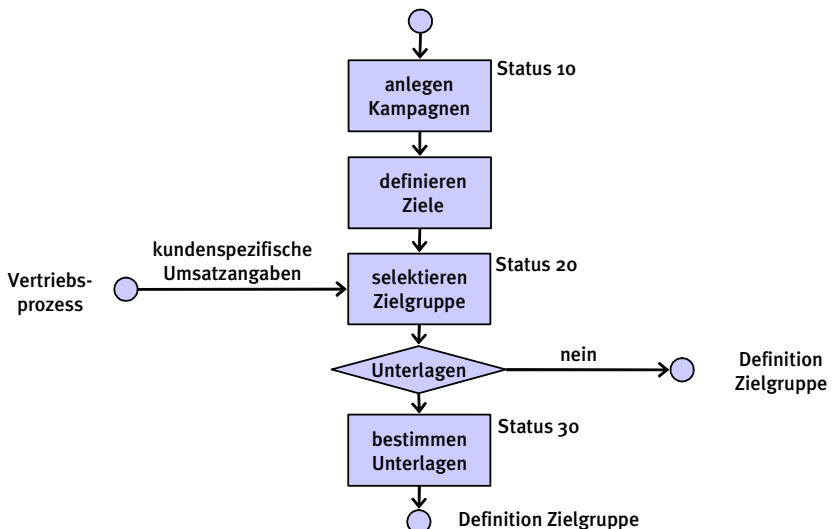 Status 10
anlegen
Kampagnen
definieren
Ziele
kundenspezifische
Umsatzangaben
Vertriebs-
prozess
Status 20
selektieren
Zielgruppe
Unterlagen
nein
Definition
Zielgruppe
Status 30
bestimmen
Unterlagen
Definition Zielgruppe